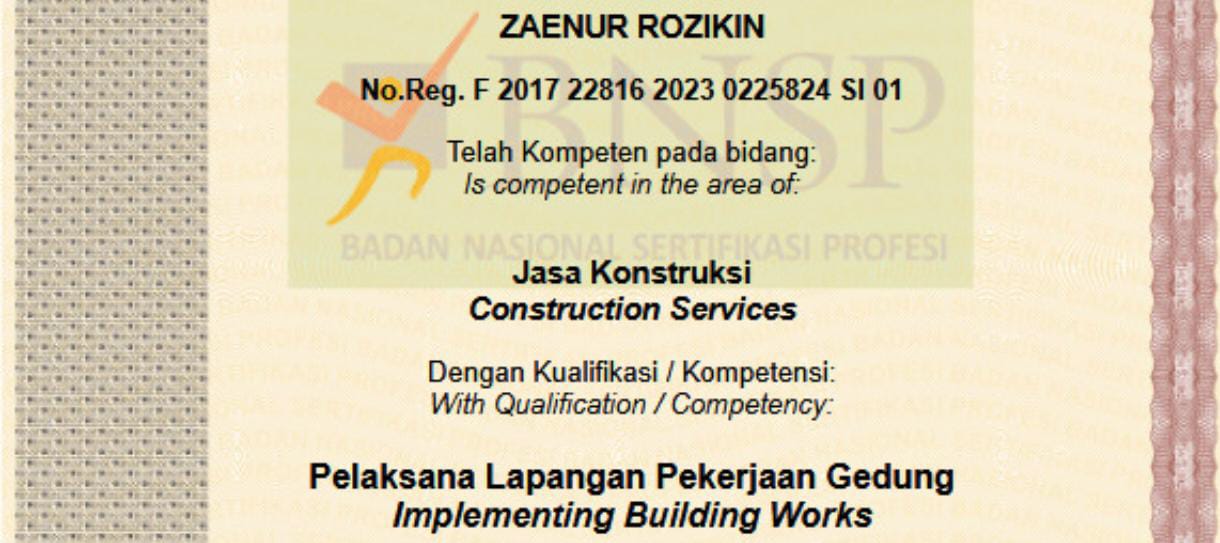 ZAENUR ROZIKIN
No.Reg. F 2017 22816 2023 0225824 SI 01
Telah Kompeten pada bidang:
Is competent in the area of:
BNSP
BADAN NASIONAL SERTIFIKASI PROFESI
Jasa Konstruksi
Construction Services
Dengan Kualifikasi / Kompetensi:
With Qualification / Competency:
Pelaksana Lapangan Pekerjaan Gedung
Implementing Building Works